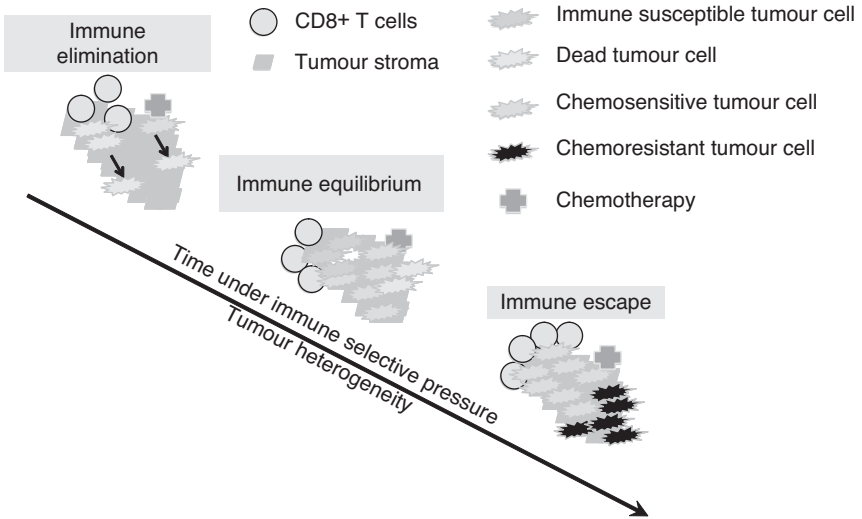 Immune
elimination
CD8+ T cells
Tumour stroma
Immune susceptible tumour cell
Dead tumour cell
Chemosensitive tumour cell
Chemoresistant tumour cell
Chemotherapy
Immune equilibrium
Time under immune selective pressure
Tumour heterogeneity
Immune escape